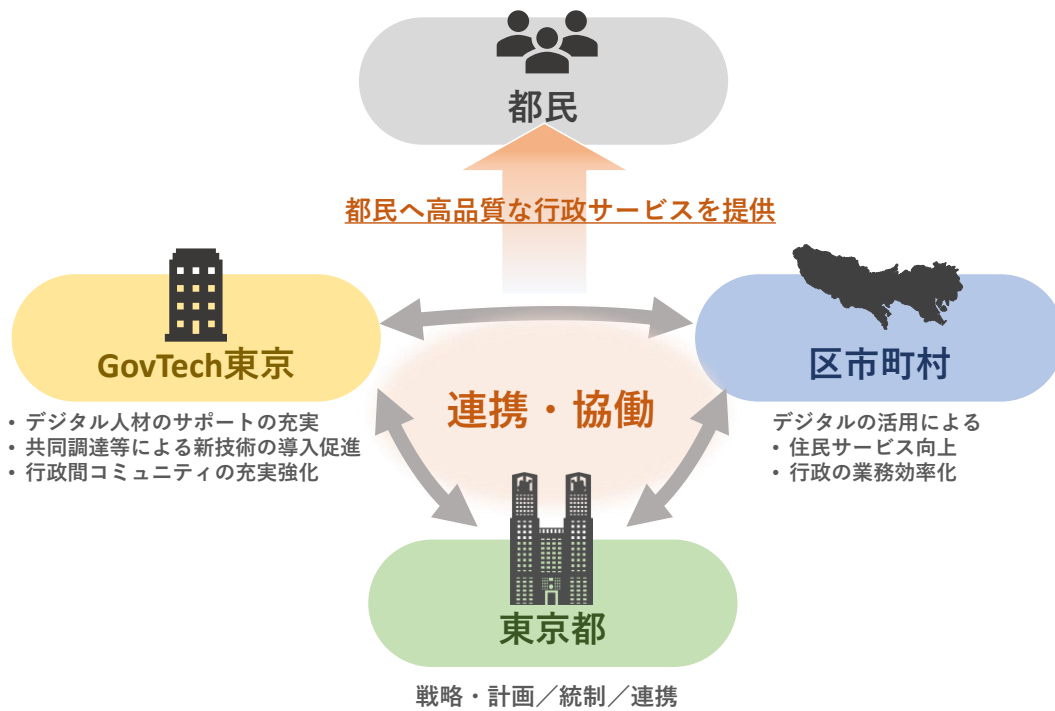 都民
都民へ高品質な行政サービスを提供
GovTech東京
• デジタル人材のサポートの充実
• 共同調達等による新技術の導入促進
• 行政間コミュニティの充実強化
連携・協働
区市町村
デジタルの活用による
• 住民サービス向上
• 行政の業務効率化
東京都
戦略・計画／統制／連携